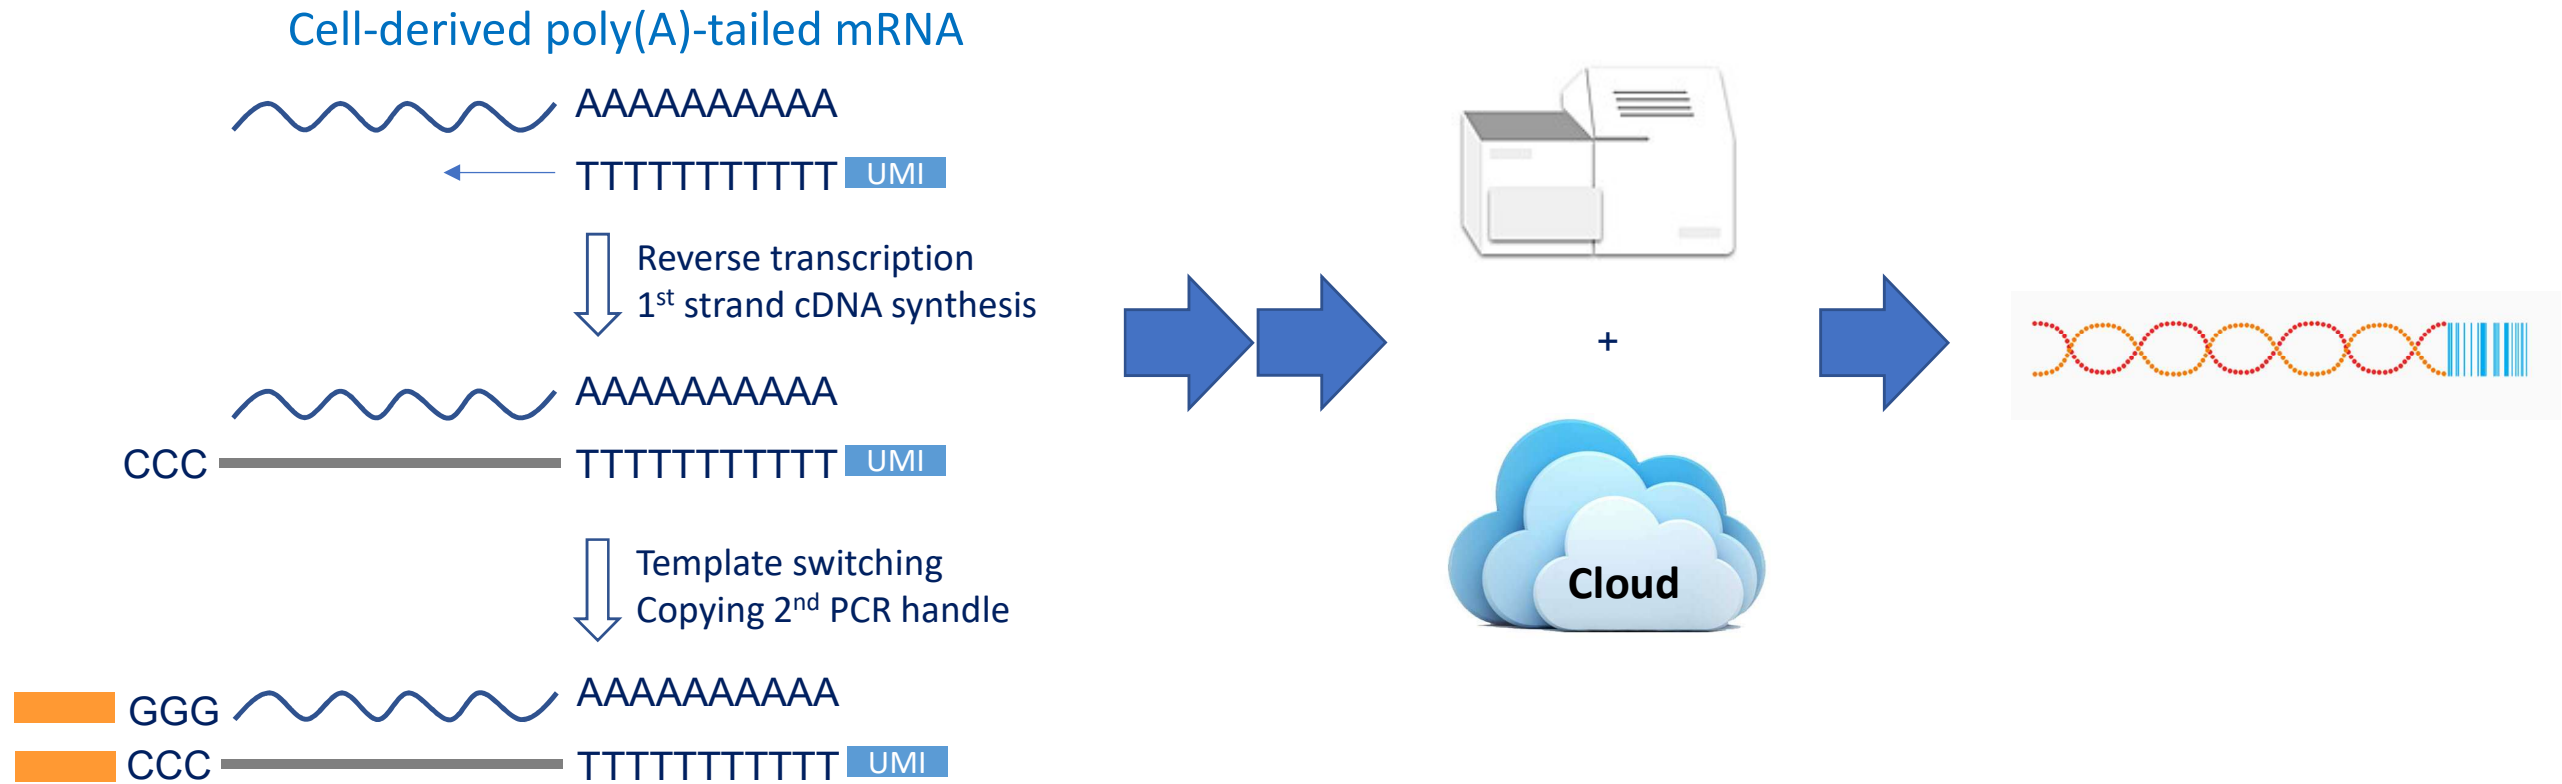 Cell-derived poly(A)-tailed mRNA
AAAAAAAAAA
TTTTTTTTTTT UMI
Reverse transcription
1st strand cDNA synthesis
AAAAAAAAAA
CCC TTTTTTTTTTT UMI
Template switching
Copying 2nd PCR handle
GGG AAAAAAAAAA
CCC TTTTTTTTTTT UMI
+
Cloud